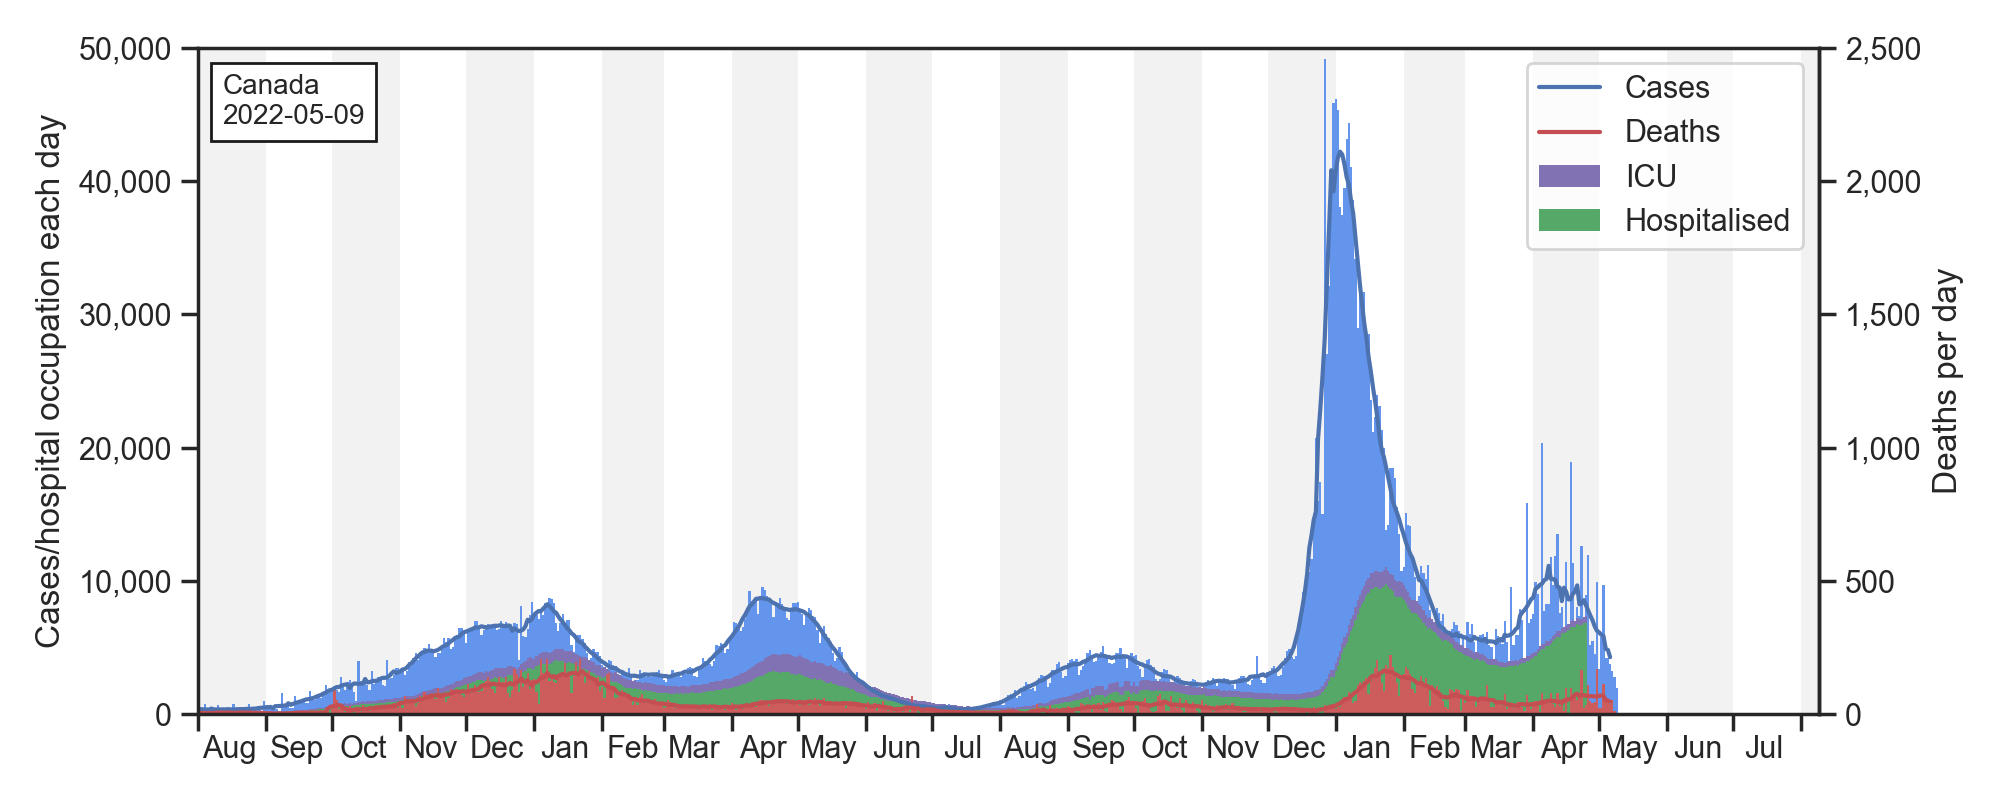 50,000
40,000
30,000
20,000
10,000
0
Cases/hospital occupation each day
Canada
2022-05-09
Cases
Deaths
ICU
Hospitalised
2,500
2,000
1,500
1,000
500
0
Deaths per day
Aug Sep Oct Nov Dec Jan Feb Mar Apr May Jun Jul Aug Sep Oct Nov Dec Jan Feb Mar Apr May Jun Jul